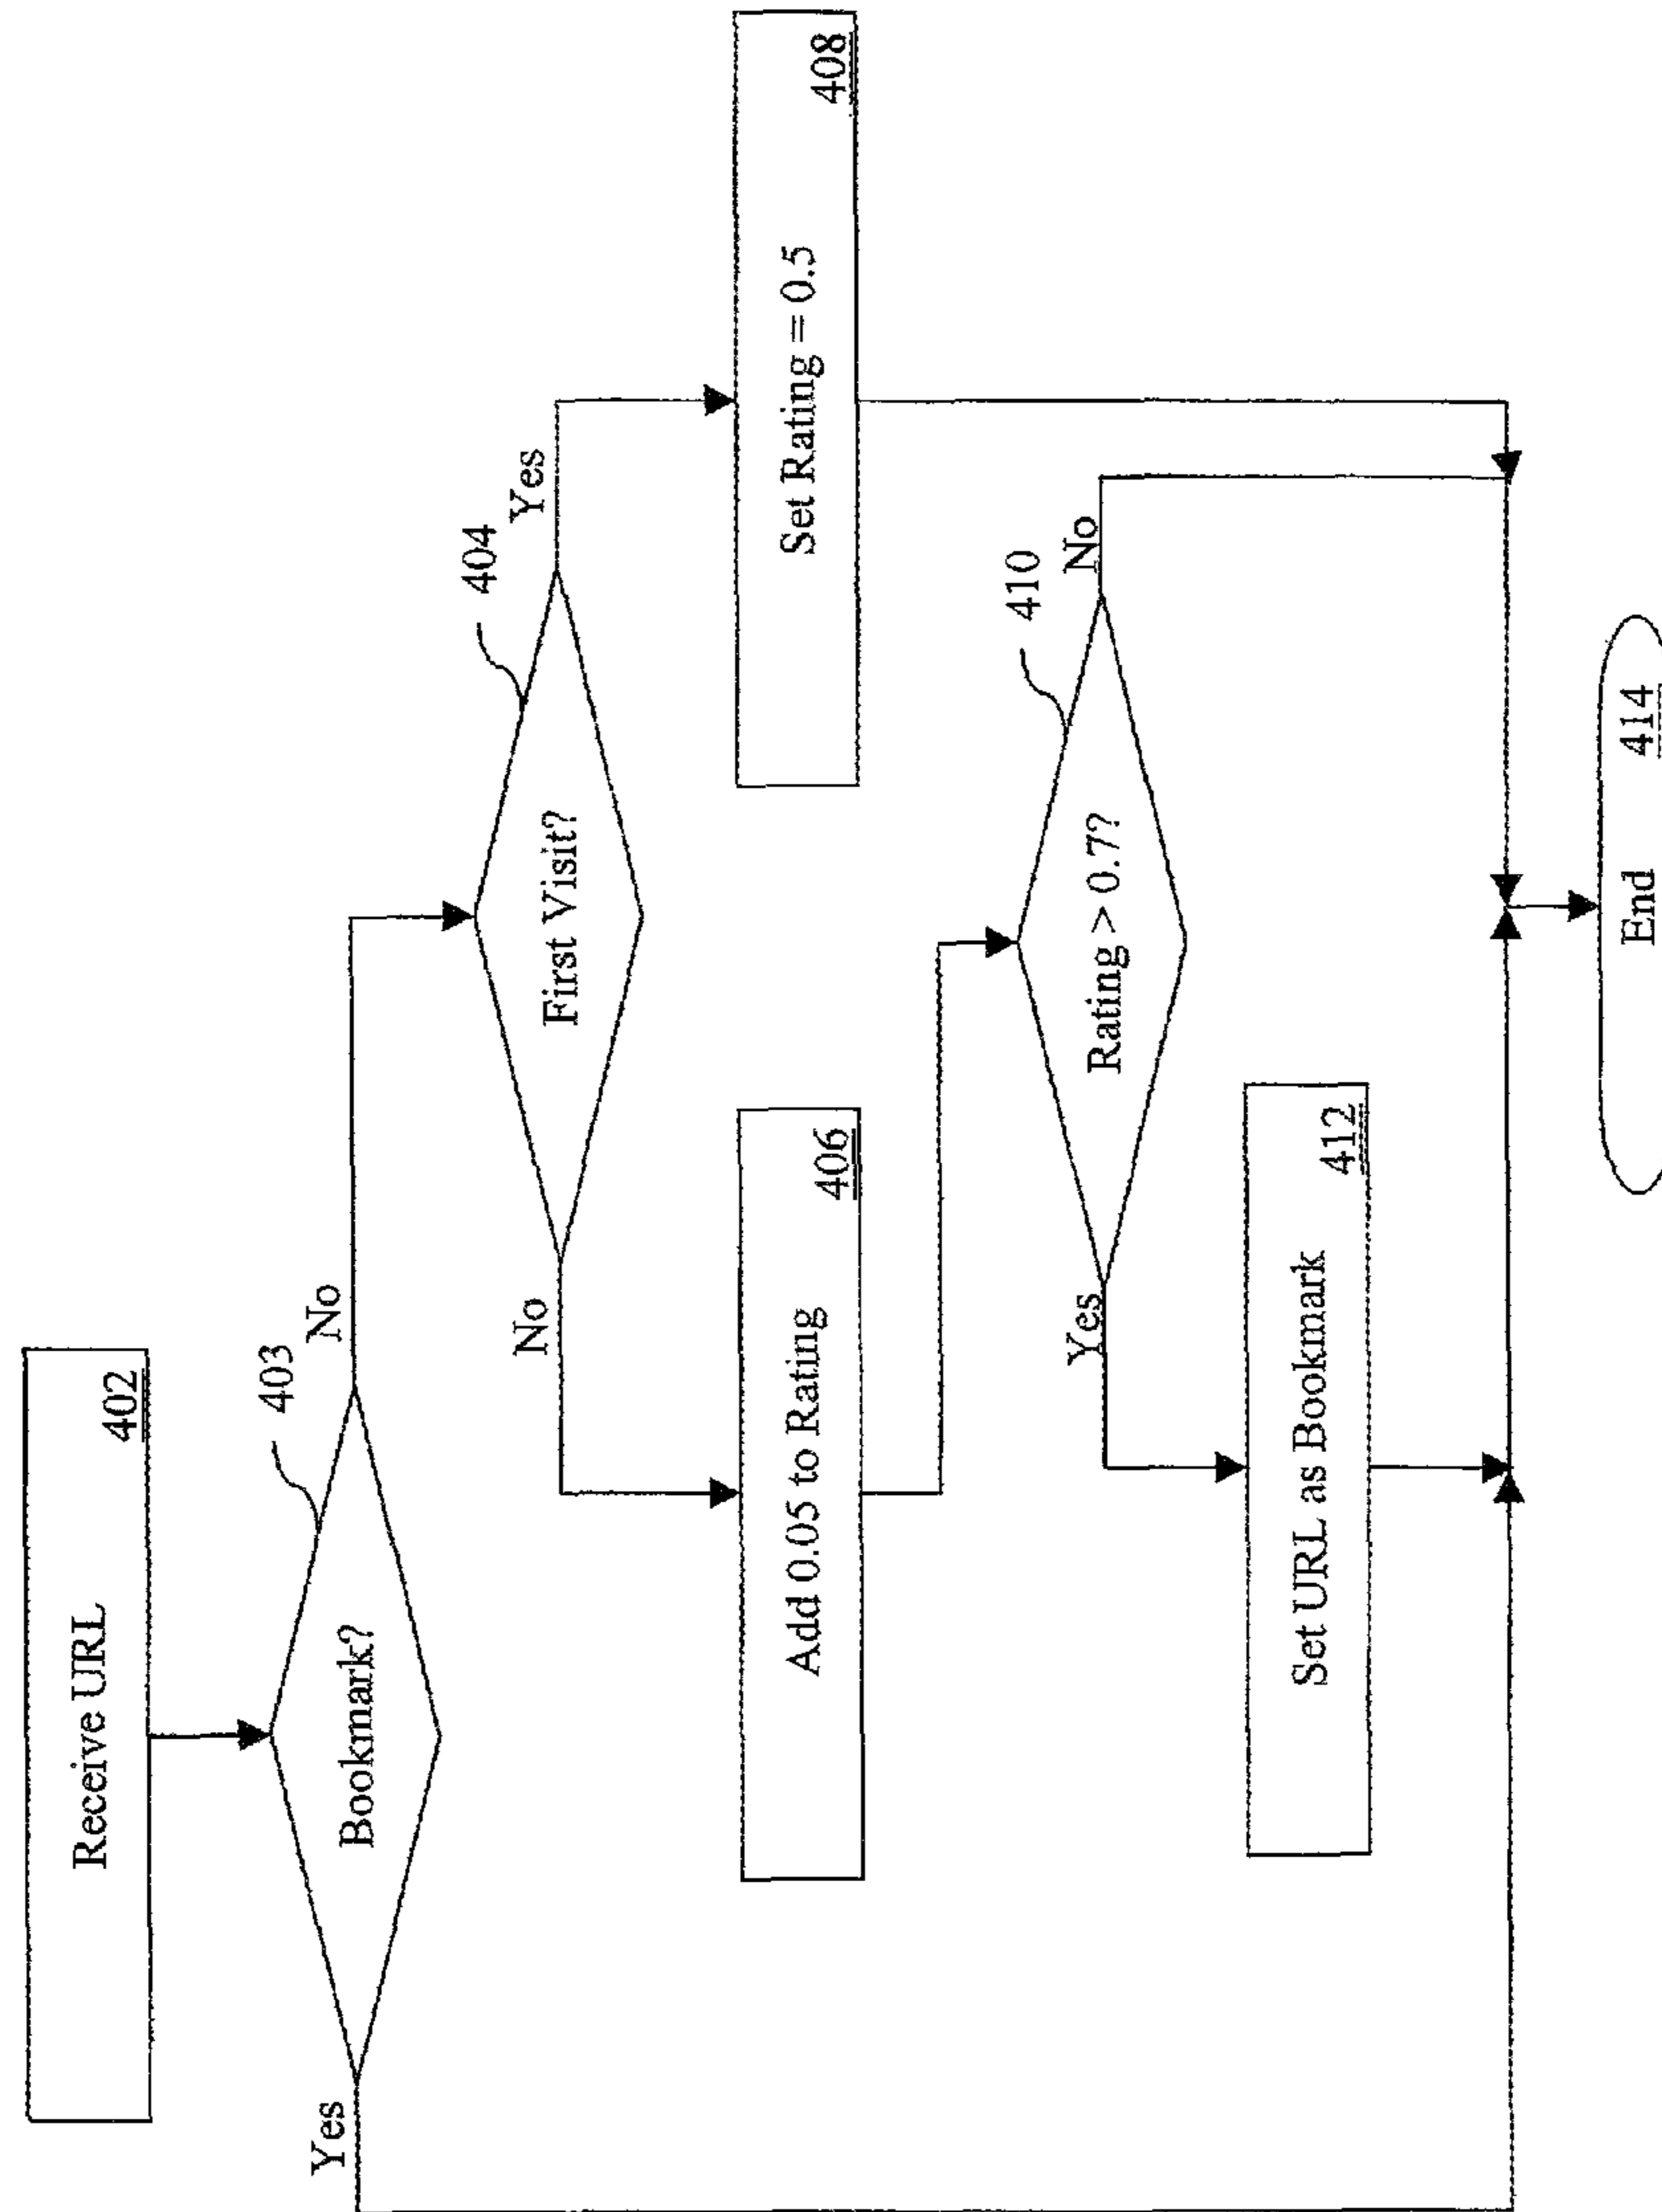 Receive URL
402
403
Bookmark?
Yes
No
404
First Visit?
No
Yes
Add 0.05 to Rating
406
Set Rating = 0.5
408
410
Rating > 0.7?
Yes
No
Set URL as Bookmark
412
End 414